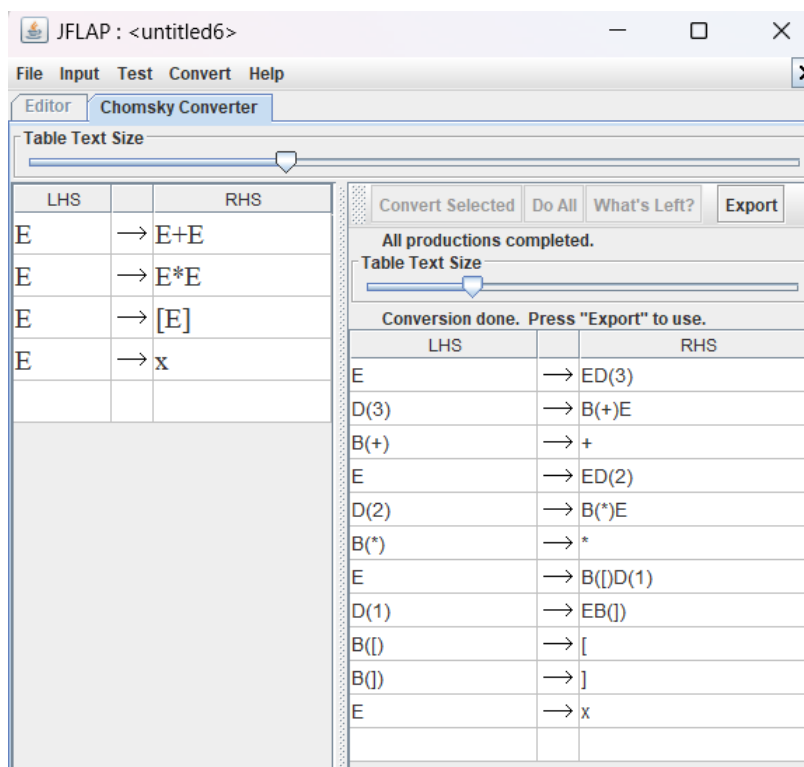 JFLAP : <untitled6>
File Input Test Convert Help
Editor Chomsky Converter
Table Text Size
LHS RHS
E → E+E
E → E*E
E → [E]
E → x
Convert Selected Do All What's Left? Export
All productions completed.
Table Text Size
Conversion done. Press "Export" to use.
LHS RHS
E → ED(3)
D(3) → B(+)E
B(+) → +
E → ED(2)
D(2) → B(*)E
B(*) → *
E → B([)D(1)
D(1) → EB(])
B([) → [
B(]) → ]
E → x